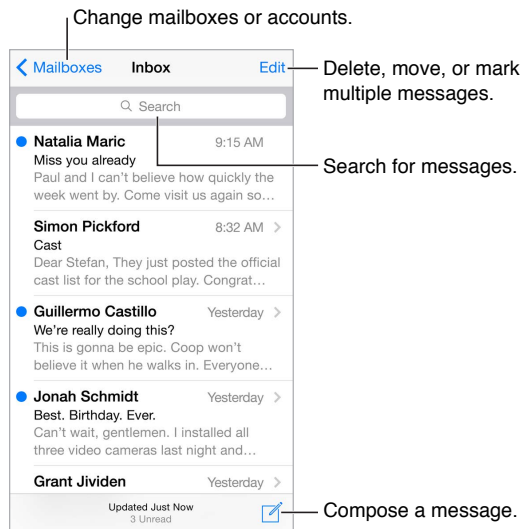 Change mailboxes or accounts.
Mailboxes Inbox Edit
Delete, move, or mark
multiple messages.
Search
Natalia Maric 9:15 AM
Miss you already
Search for messages.
Paul and I can't believe how quickly the
week went by. Come visit us again so…
Simon Pickford 8:32 AM
Cast
Dear Stefan, They just posted the official
cast list for the school play. Congrat…
Guillermo Castillo Yesterday
We're really doing this?
This is gonna be epic. Coop won't
believe it when he walks in. Everyone…
Jonah Schmidt Yesterday
Best. Birthday. Ever.
Can't wait, gentlemen. I installed all
three video cameras last night and…
Grant Jividen Yesterday
Updated Just Now
3 Unread
Compose a message.